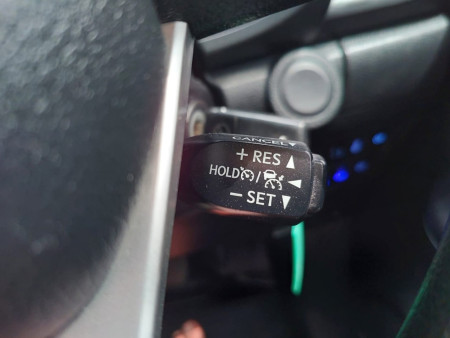 CANCEL
+ RES ▲
HOLD / ◀
− SET ▼